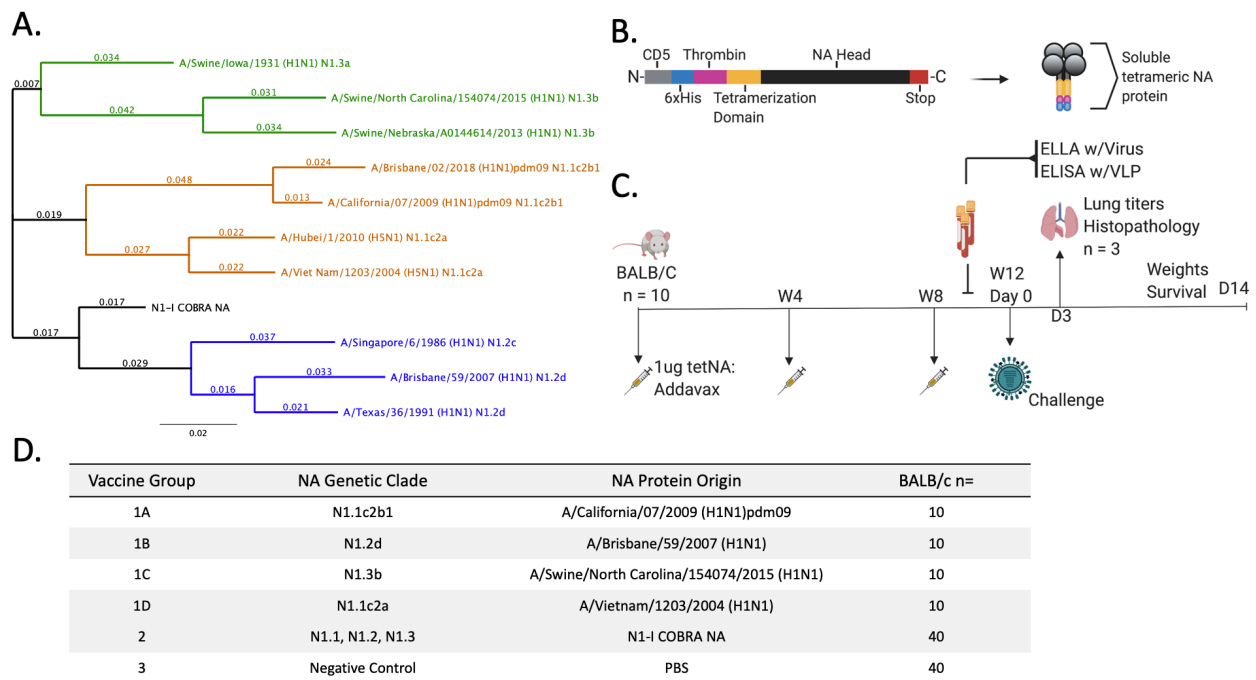 A.
0.034
A/Swine/Iowa/1931 (H1N1) N1.3a
0.007
0.031
A/Swine/North Carolina/154074/2015 (H1N1) N1.3b
0.042
0.034
A/Swine/Nebraska/A0144614/2013 (H1N1) N1.3b
0.024
A/Brisbane/02/2018 (H1N1)pdm09 N1.1c2b1
0.048
0.013
A/California/07/2009 (H1N1)pdm09 N1.1c2b1
0.019
0.022
A/Hubei/1/2010 (H5N1) N1.1c2a
0.027
0.022
A/Viet Nam/1203/2004 (H5N1) N1.1c2a
0.017
N1-I COBRA NA
0.017
0.037
A/Singapore/6/1986 (H1N1) N1.2c
0.029
0.033
A/Brisbane/59/2007 (H1N1) N1.2d
0.016
0.021
A/Texas/36/1991 (H1N1) N1.2d
0.02
B.
CD5 Thrombin NA Head
N- -C
6xHis Tetramerization Domain Stop
Soluble
tetrameric NA
protein
C.
ELLA w/Virus
ELISA w/VLP
Lung titers
Histopathology
n = 3
BALB/C
n = 10
W4
W8
W12
Day 0
D3
Weights
Survival
D14
1ug tetNA:
Addavax
Challenge
D.
Vaccine Group NA Genetic Clade NA Protein Origin BALB/c n=
1A N1.1c2b1 A/California/07/2009 (H1N1)pdm09 10
1B N1.2d A/Brisbane/59/2007 (H1N1) 10
1C N1.3b A/Swine/North Carolina/154074/2015 (H1N1) 10
1D N1.1c2a A/Vietnam/1203/2004 (H1N1) 10
2 N1.1, N1.2, N1.3 N1-I COBRA NA 40
3 Negative Control PBS 40